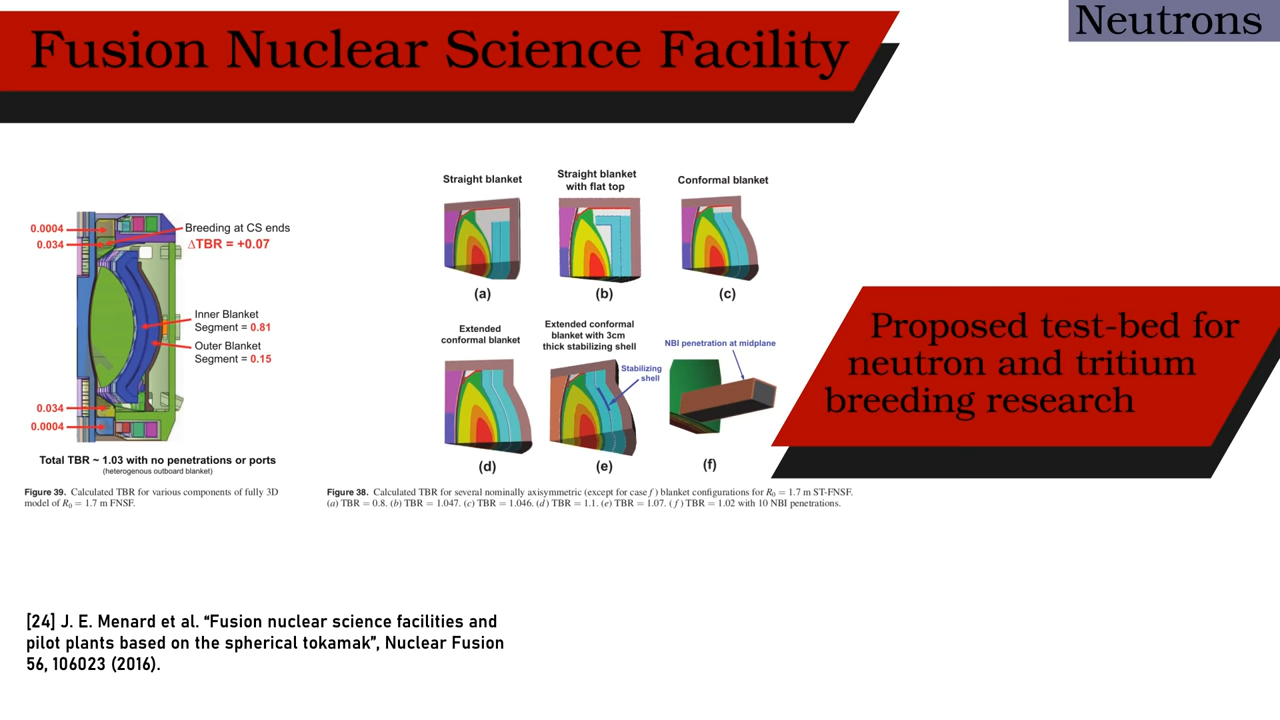 Fusion Nuclear Science Facility
Neutrons
0.0004
0.034
Breeding at CS ends
ΔTBR = +0.07
Inner Blanket
Segment = 0.81
Outer Blanket
Segment = 0.15
0.034
0.0004
Total TBR ~ 1.03 with no penetrations or ports
(heterogenous outboard blanket)
Figure 39. Calculated TBR for various components of fully 3D
model of R₀ = 1.7 m FNSF.
Straight blanket
(a)
Straight blanket
with flat top
(b)
Conformal blanket
(c)
Extended
conformal blanket
(d)
Extended conformal
blanket with 3cm
thick stabilizing shell
Stabilizing
shell
(e)
NBI penetration at midplane
(f)
Figure 38. Calculated TBR for several nominally axisymmetric (except for case f) blanket configurations for R₀ = 1.7 m ST-FNSF.
(a) TBR = 0.8. (b) TBR = 1.047. (c) TBR = 1.046. (d) TBR = 1.1. (e) TBR = 1.07. (f) TBR = 1.02 with 10 NBI penetrations.
Proposed test-bed for
neutron and tritium
breeding research
[24] J. E. Menard et al. “Fusion nuclear science facilities and
pilot plants based on the spherical tokamak”, Nuclear Fusion
56, 106023 (2016).